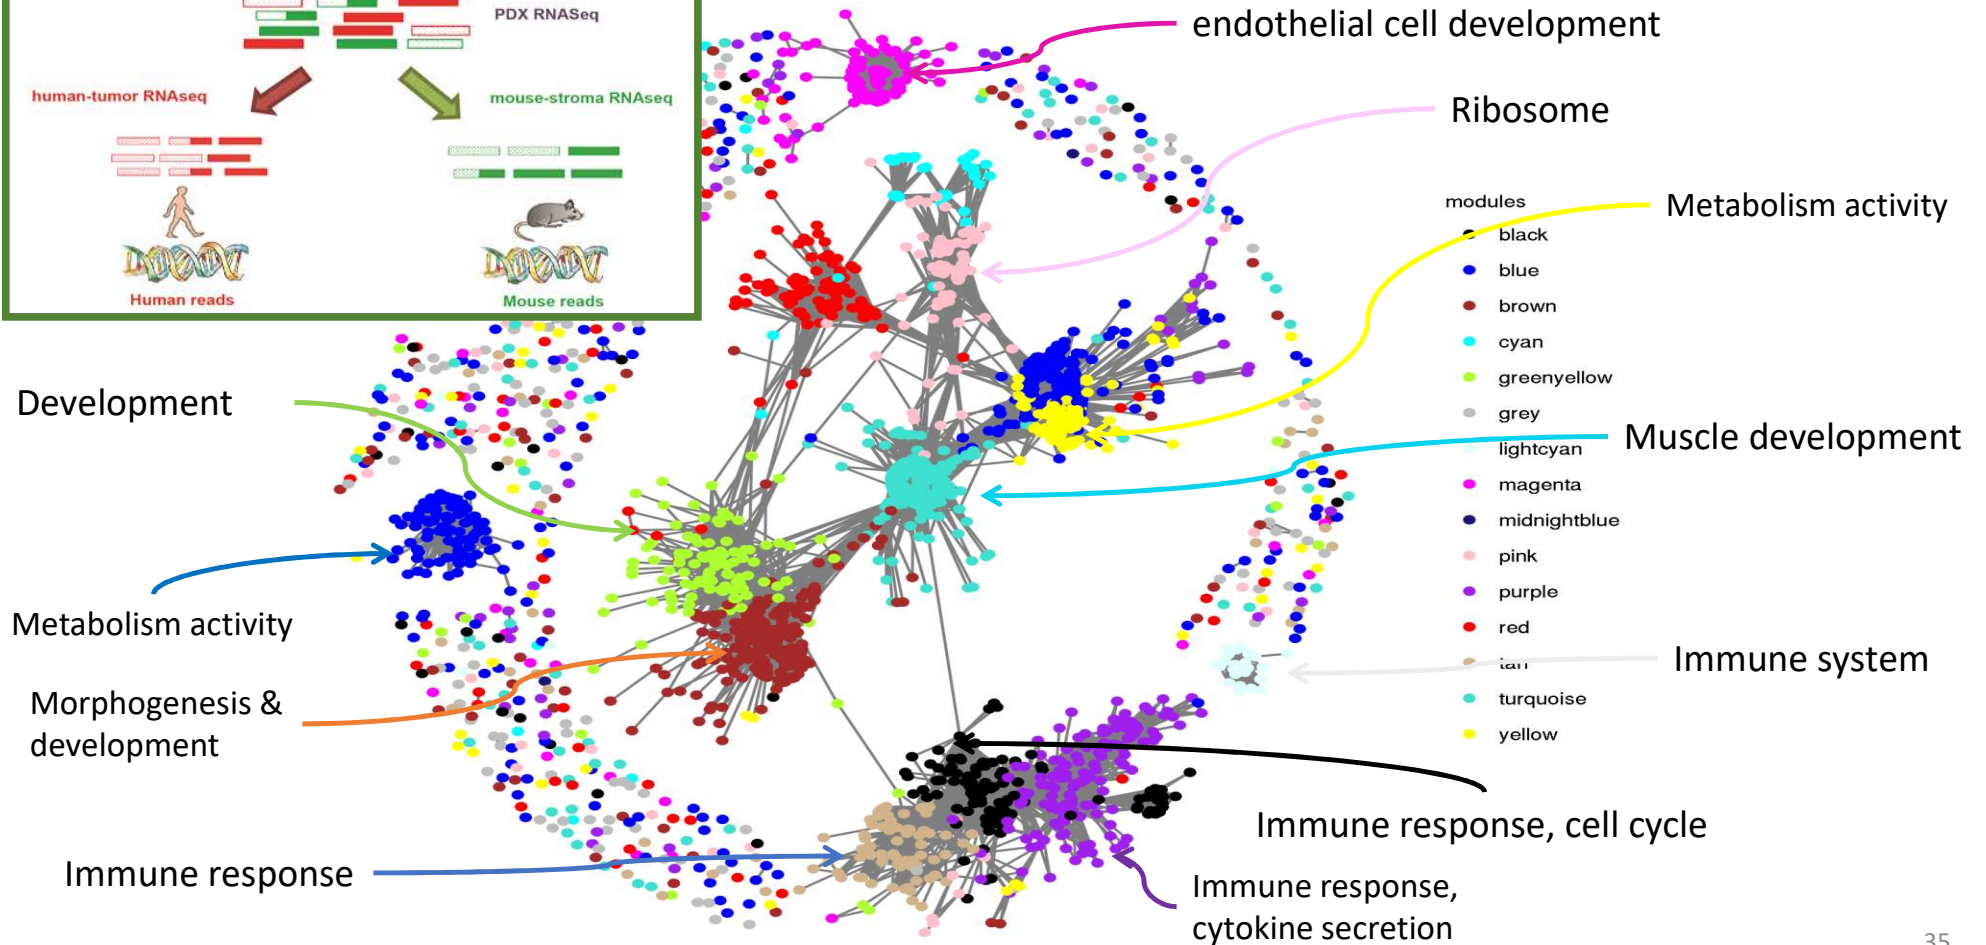 PDX RNASeq
human-tumor RNAseq
mouse-stroma RNAseq
Human reads
Mouse reads
endothelial cell development
Ribosome
Metabolism activity
modules
black
blue
brown
cyan
greenyellow
grey
lightcyan
magenta
midnightblue
pink
purple
red
tan
turquoise
yellow
Muscle development
Immune system
Development
Metabolism activity
Morphogenesis &
development
Immune response
Immune response, cell cycle
Immune response,
cytokine secretion
35